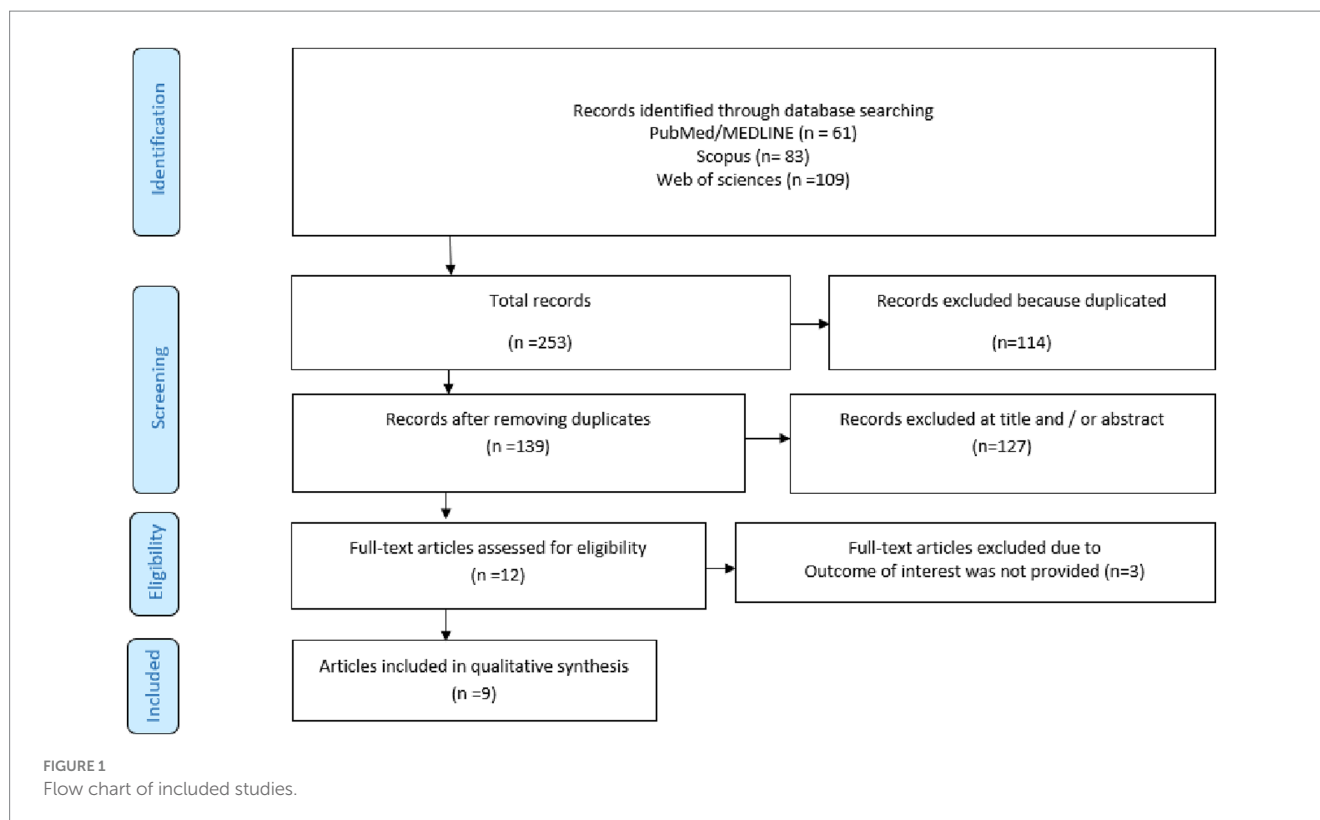 Identification
Records identified through database searching
PubMed/MEDLINE (n = 61)
Scopus (n= 83)
Web of sciences (n =109)
Screening
Total records
(n =253)
Records excluded because duplicated
(n=114)
Records after removing duplicates
(n =139)
Records excluded at title and / or abstract
(n=127)
Eligibility
Full-text articles assessed for eligibility
(n =12)
Full-text articles excluded due to
Outcome of interest was not provided (n=3)
Included
Articles included in qualitative synthesis
(n =9)
FIGURE 1
Flow chart of included studies.